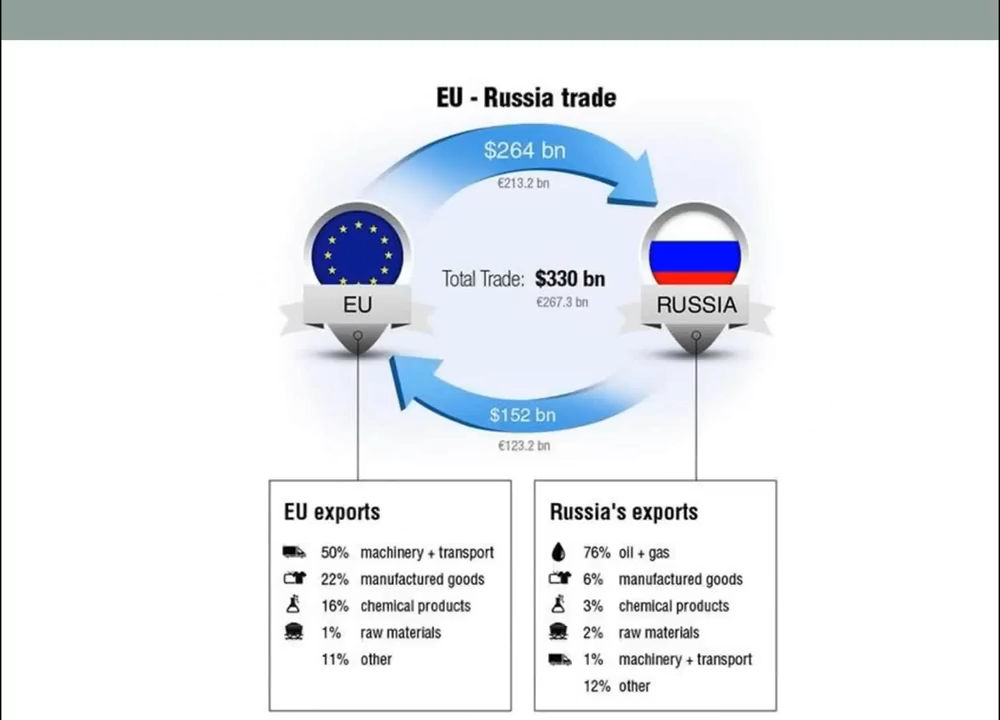 EU - Russia trade
$264 bn
€213.2 bn
Total Trade: $330 bn
€267.3 bn
EU
RUSSIA
$152 bn
€123.2 bn
EU exports
50% machinery + transport
22% manufactured goods
16% chemical products
1% raw materials
11% other
Russia's exports
76% oil + gas
6% manufactured goods
3% chemical products
2% raw materials
1% machinery + transport
12% other